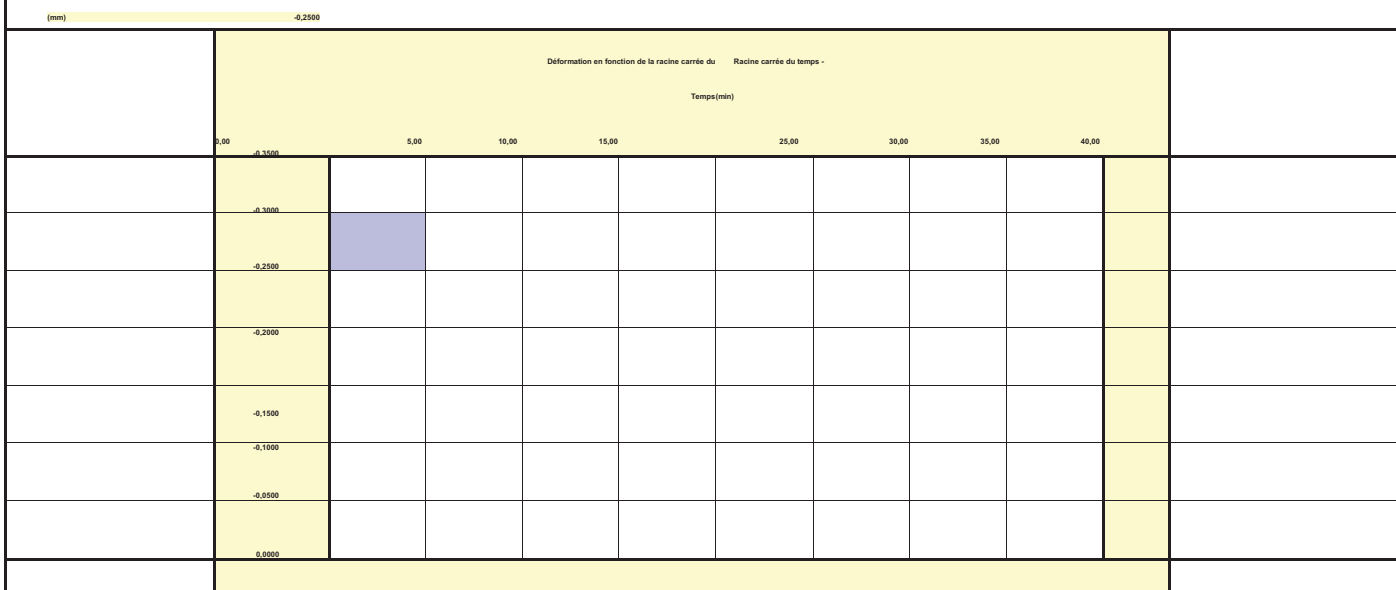 (mm) -0,2500
Déformation en fonction de la racine carrée du Racine carrée du temps -
Temps(min)
0,00 5,00 10,00 15,00 25,00 30,00 35,00 40,00
-0,3500
-0,3000
-0,2500
-0,2000
-0,1500
-0,1000
-0,0500
0,0000